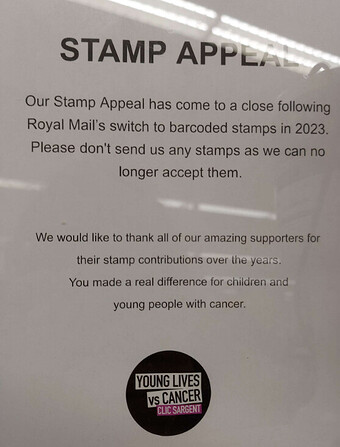 STAMP APPEAL
Our Stamp Appeal has come to a close following
Royal Mail's switch to barcoded stamps in 2023.
Please don't send us any stamps as we can no
longer accept them.
We would like to thank all of our amazing supporters for
their stamp contributions over the years.
You made a real difference for children and
young people with cancer.
YOUNG LIVES
vs CANCER
CLIC SARGENT